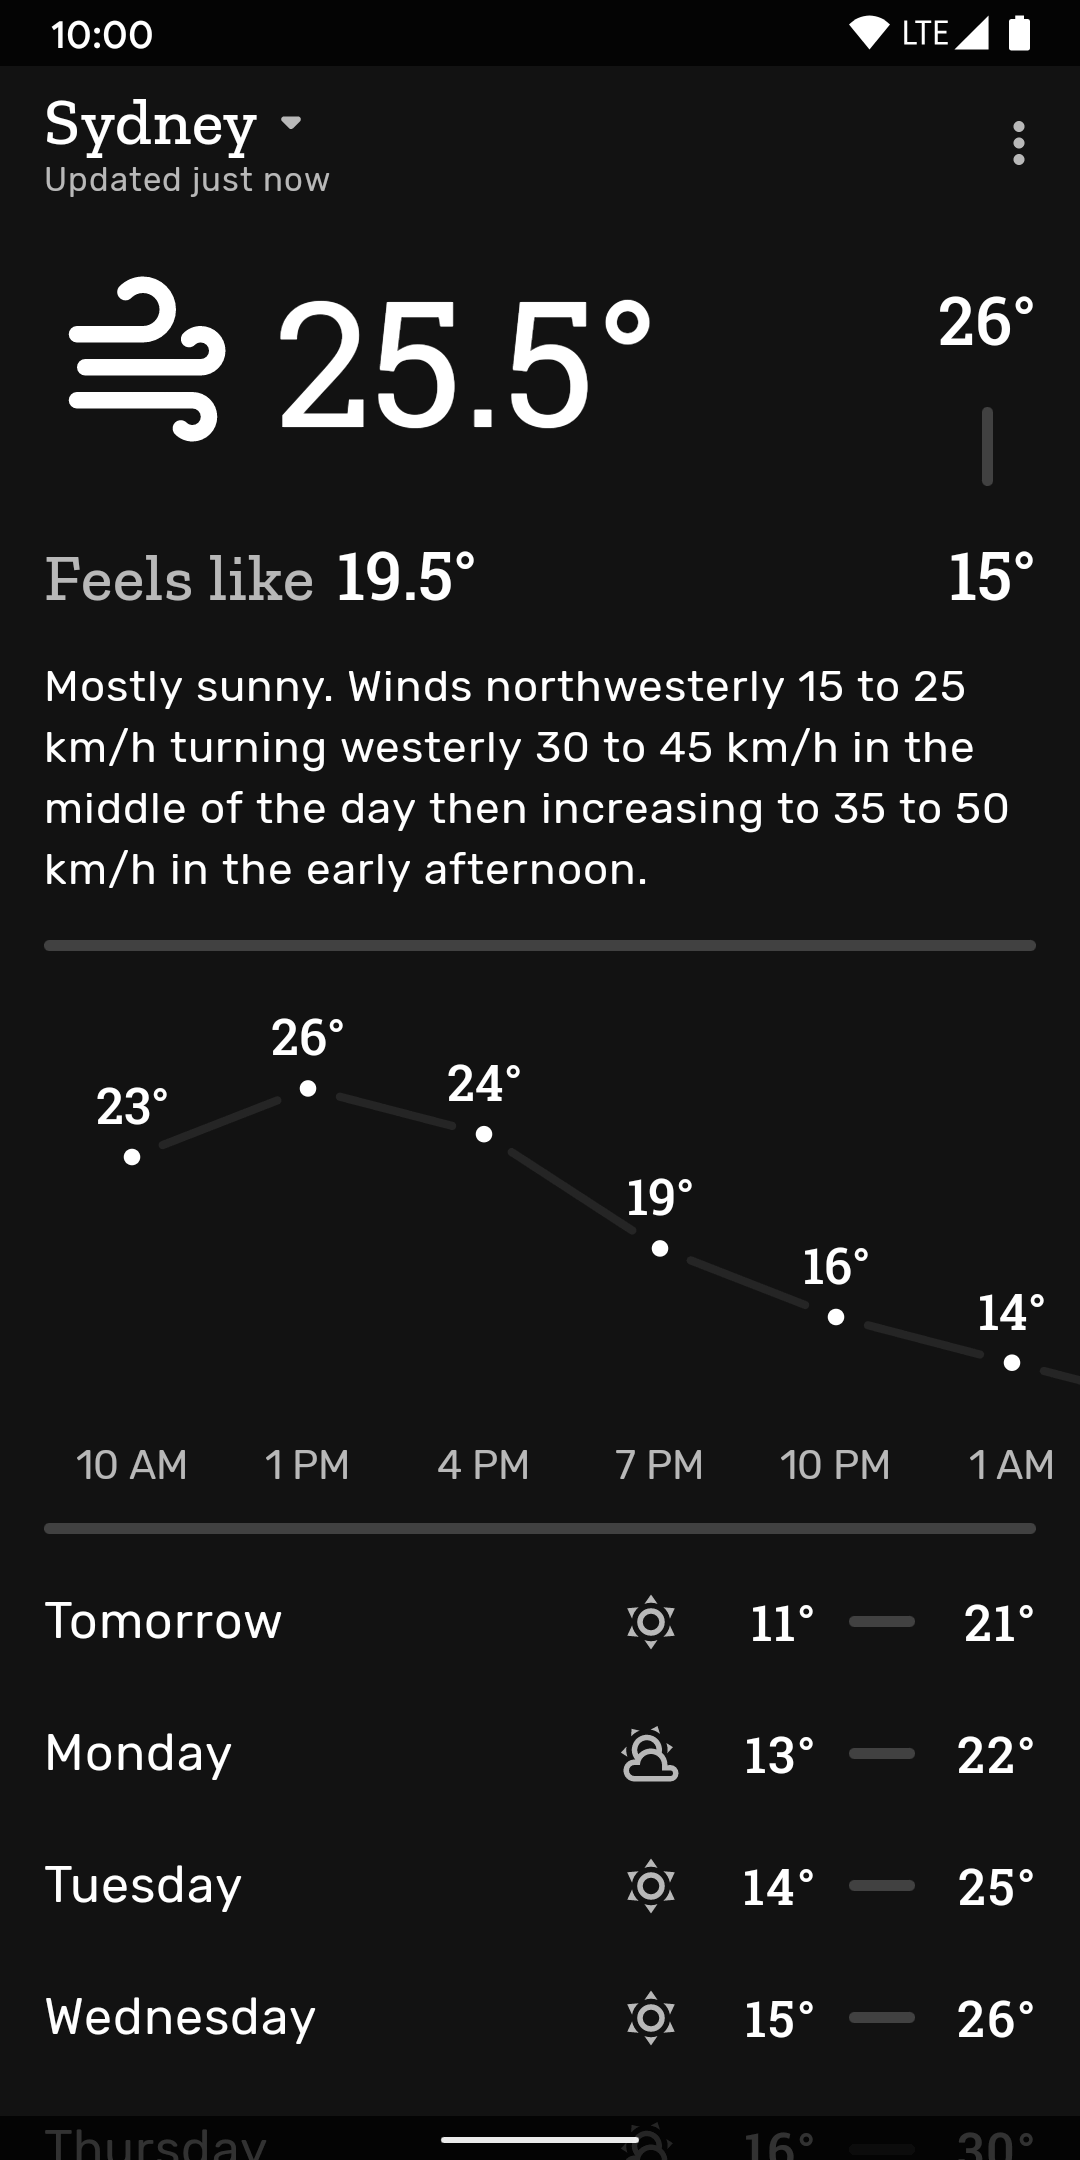 10:00 LTE
Sydney
Updated just now
25.5°
26°
Feels like 19.5°
15°
Mostly sunny. Winds northwesterly 15 to 25
km/h turning westerly 30 to 45 km/h in the
middle of the day then increasing to 35 to 50
km/h in the early afternoon.
23° 26° 24° 19° 16° 14°
10 AM 1 PM 4 PM 7 PM 10 PM 1 AM
Tomorrow 11° 21°
Monday 13° 22°
Tuesday 14° 25°
Wednesday 15° 26°
Thursday 16° 30°